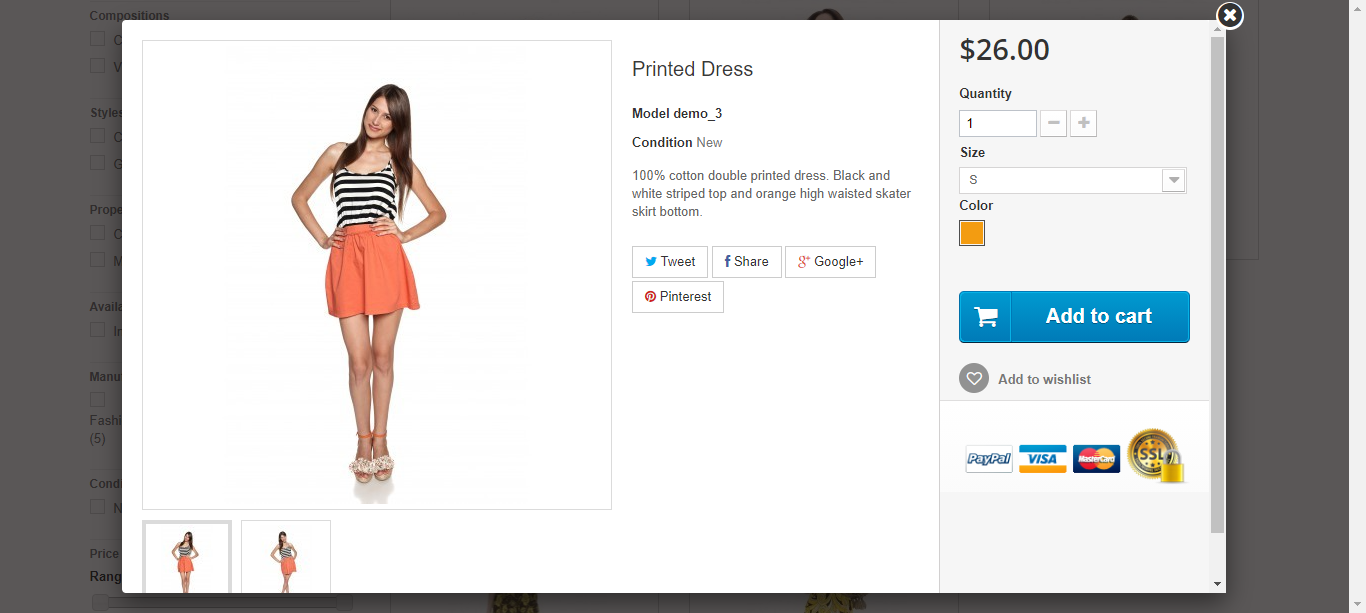 Compositions
C
V
Styles
C
G
Prope
C
M
Availa
In
Manu
Fashi
(5)
Condi
N
Price
Rang
Printed Dress
Model demo_3
Condition New
100% cotton double printed dress. Black and
white striped top and orange high waisted skater
skirt bottom.
Tweet
Share
Google+
Pinterest
$26.00
Quantity
1
Size
S
Color
Add to cart
Add to wishlist
PayPal VISA MasterCard SSL